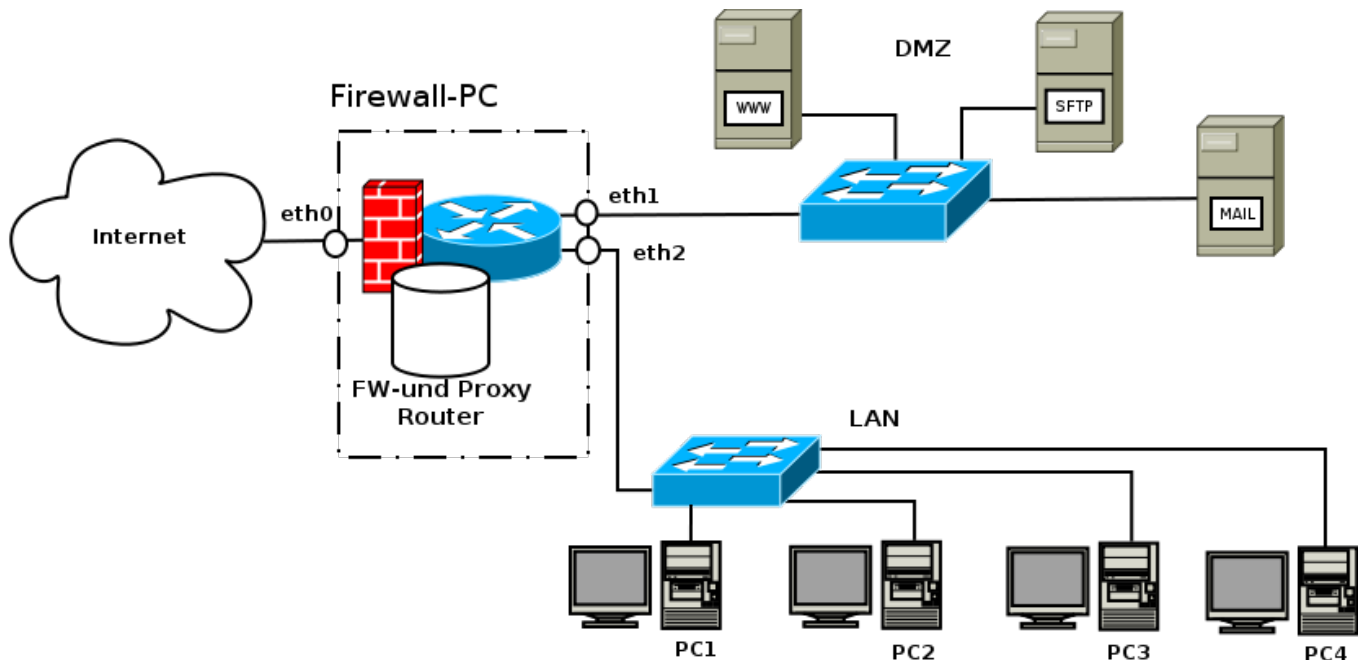 DMZ
WWW
SFTP
Firewall-PC
MAIL
eth0
eth1
Internet
eth2
FW-und Proxy
Router
LAN
PC1
PC2
PC3
PC4